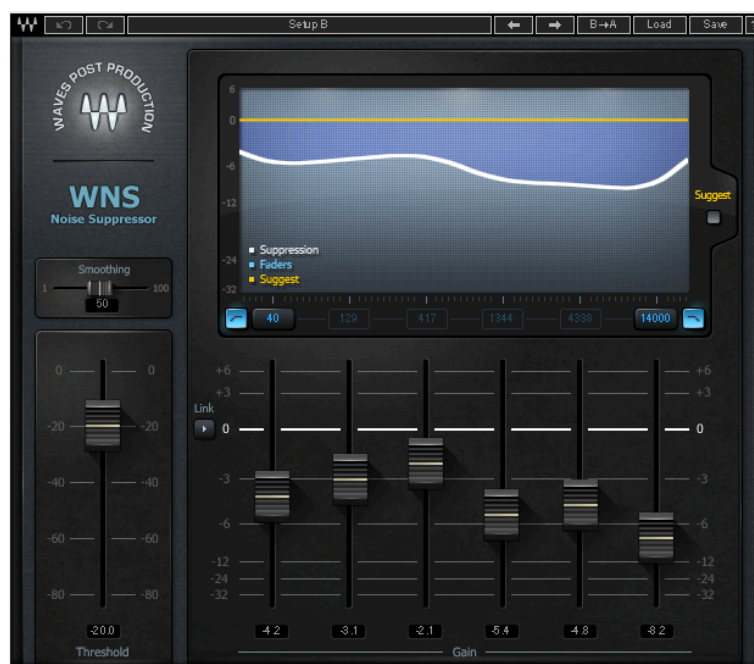 Setup B
B→A
Load
Save
WAVES POST PRODUCTION
WNS
Noise Suppressor
Smoothing
1
100
50
6
0
-6
-12
-24
-32
Suppression
Faders
Suggest
Suggest
40
129
417
1344
4338
14000
Link
0 0
-20 -20
-40 -40
-60 -60
-80 -80
-20.0
Threshold
+6 +6
+3 +3
0 0
-3 -3
-6 -6
-12 -12
-24 -24
-32 -32
-4.2 -3.1 -2.1 -5.4 -4.8 -8.2
Gain